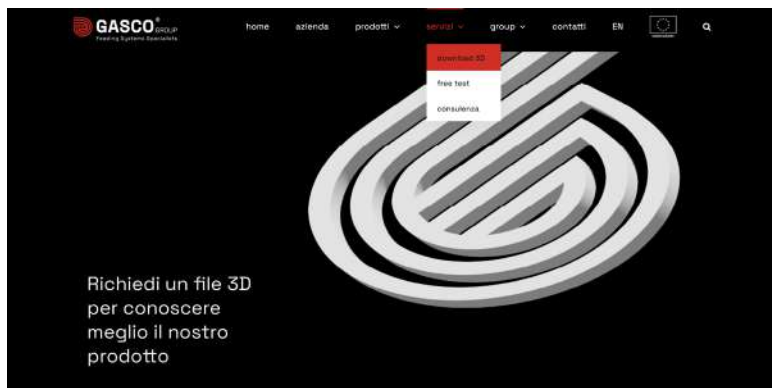 GASCO® GROUP
Feeding Systems Specialists
home azienda prodotti servizi group contatti EN
download 3D
free test
consulenza
Richiedi un file 3D
per conoscere
meglio il nostro
prodotto